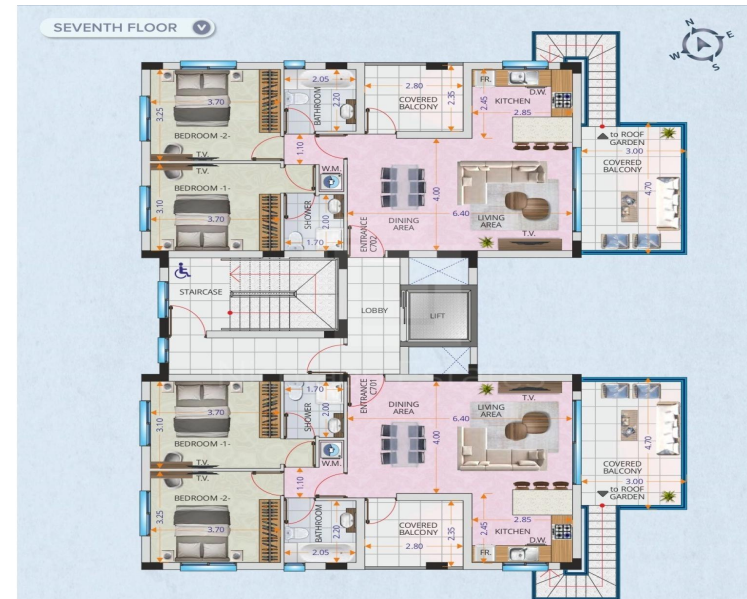 SEVENTH FLOOR
N
E
W
S
2.05
BATHROOM
2.20
2.80
COVERED
BALCONY
2.35
FR.
D.W.
KITCHEN
2.45
2.85
3.25
3.70
BEDROOM -2-
T.V.
1.10
to ROOF
GARDEN
3.00
COVERED
BALCONY
4.70
T.V.
BEDROOM -1-
3.10
3.70
W.M.
SHOWER
2.00
1.70
ENTRANCE
C702
DINING
AREA
4.00
6.40
LIVING
AREA
T.V.
STAIRCASE
LOBBY
LIFT
1.70
SHOWER
2.00
ENTRANCE
C701
DINING
AREA
6.40
4.00
LIVING
AREA
T.V.
3.10
3.70
BEDROOM -1-
T.V.
W.M.
4.70
COVERED
BALCONY
3.00
to ROOF
GARDEN
T.V.
BEDROOM -2-
3.25
3.70
1.10
BATHROOM
2.20
2.05
COVERED
BALCONY
2.80
2.35
2.45
2.85
KITCHEN
D.W.
FR.